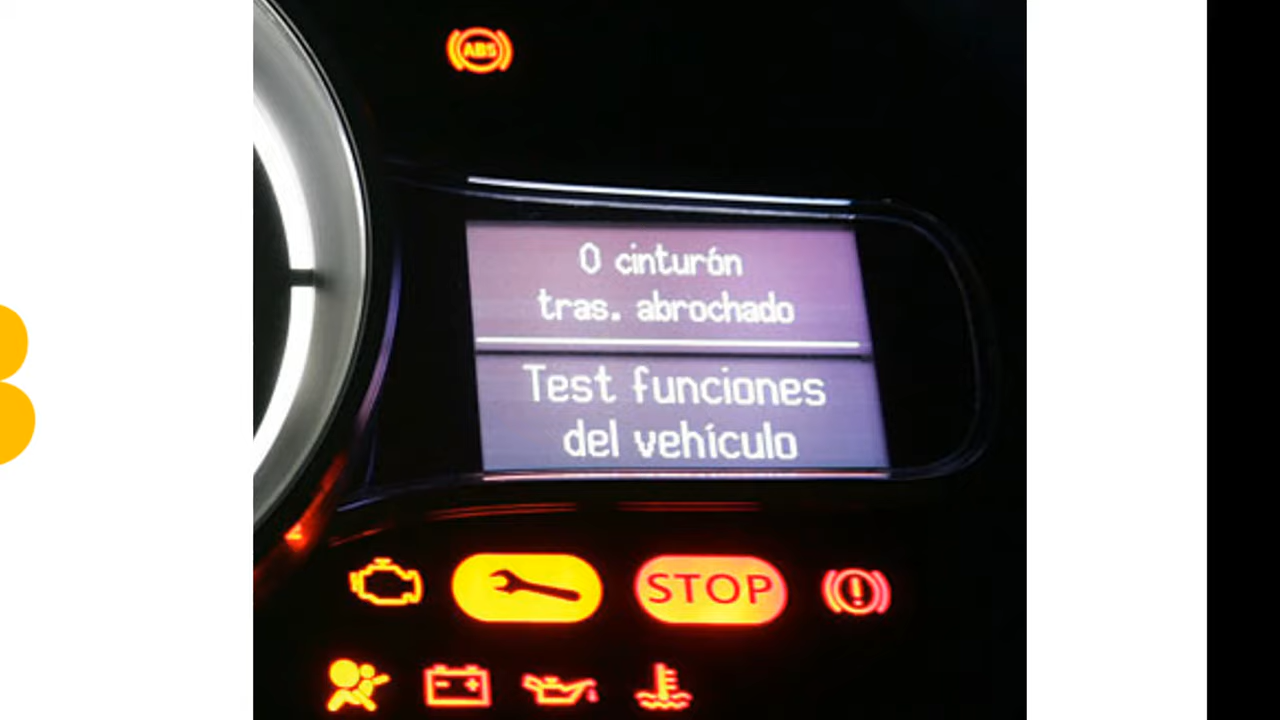 ABS
0 cinturón
tras. abrochado
Test funciones
del vehículo
STOP